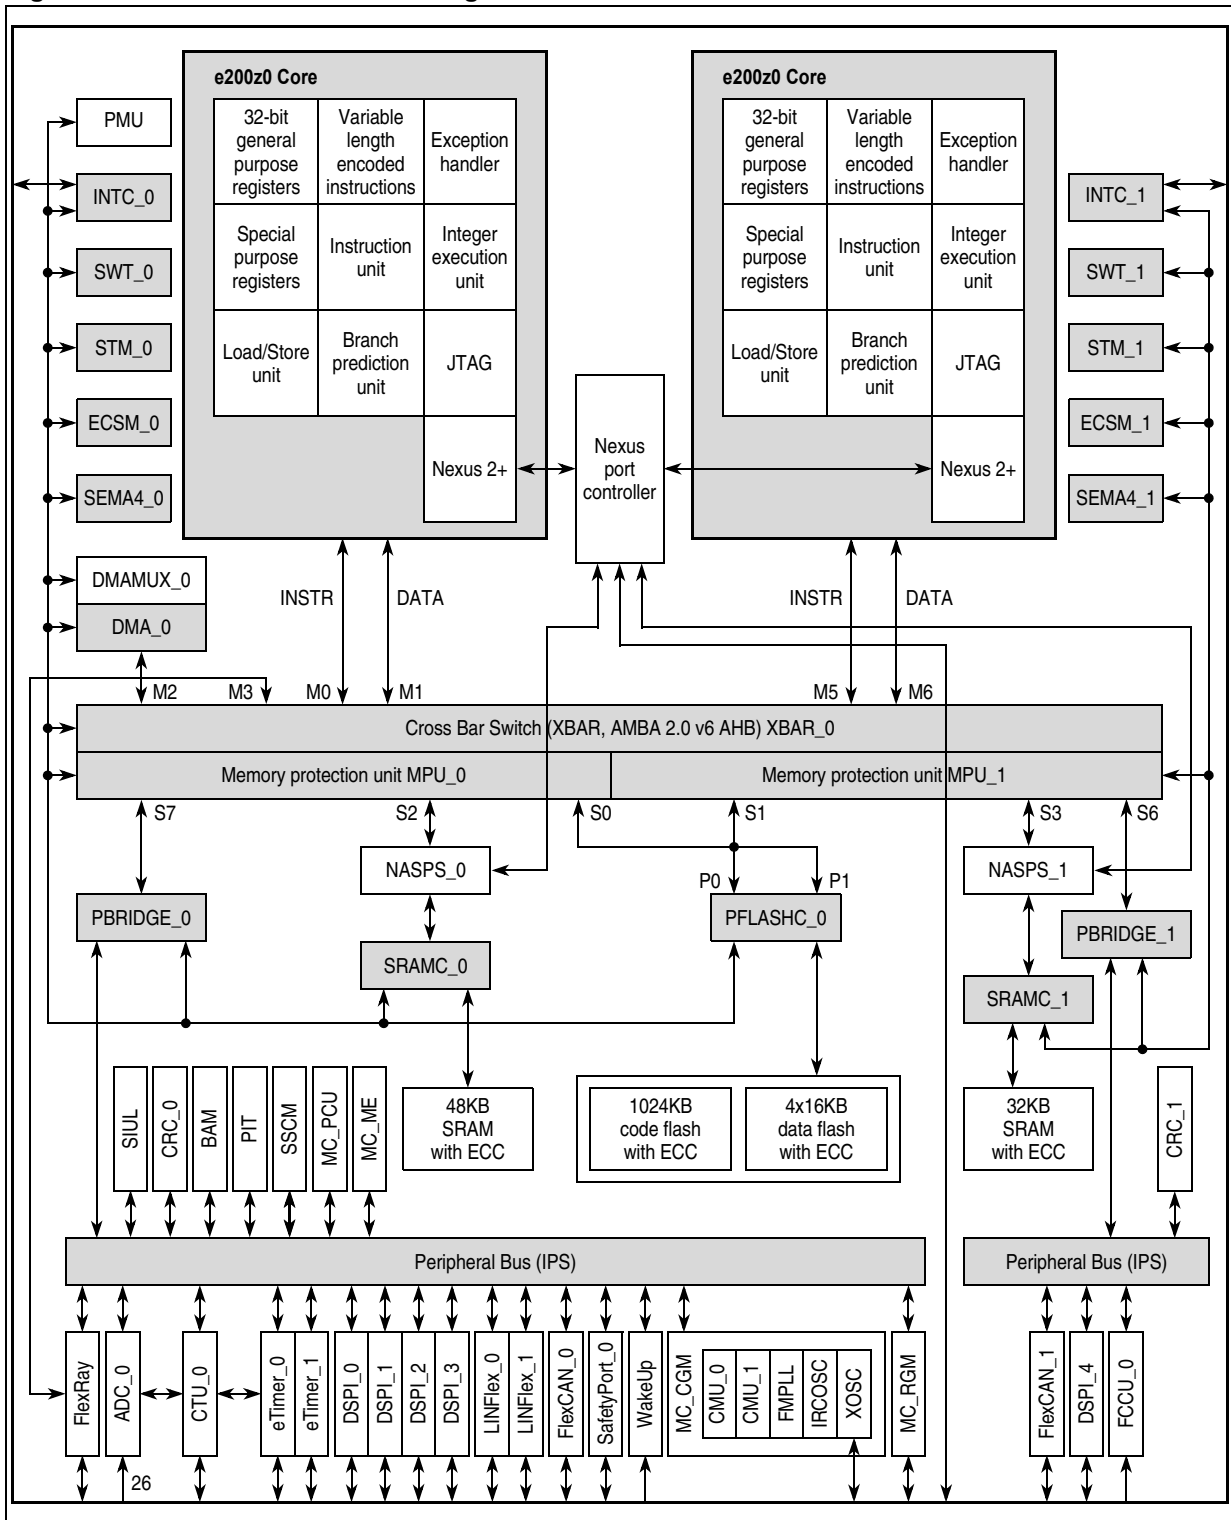 e200z0 Core
32-bit
general
purpose
registers
Variable
length
encoded
instructions
Exception
handler
Special
purpose
registers
Instruction
unit
Integer
execution
unit
Load/Store
unit
Branch
prediction
unit
JTAG
Nexus 2+
e200z0 Core
32-bit
general
purpose
registers
Variable
length
encoded
instructions
Exception
handler
Special
purpose
registers
Instruction
unit
Integer
execution
unit
Load/Store
unit
Branch
prediction
unit
JTAG
Nexus 2+
PMU
INTC_0
SWT_0
STM_0
ECSM_0
SEMA4_0
DMAMUX_0
DMA_0
Nexus
port
controller
INTC_1
SWT_1
STM_1
ECSM_1
SEMA4_1
INSTR
DATA
INSTR
DATA
M2
M3
M0
M1
M5
M6
Cross Bar Switch (XBAR, AMBA 2.0 v6 AHB) XBAR_0
Memory protection unit MPU_0
Memory protection unit MPU_1
S7
S2
S0
S1
S3
S6
NASPS_0
P0
P1
NASPS_1
PBRIDGE_0
PFLASHC_0
PBRIDGE_1
SRAMC_0
SRAMC_1
SIUL
CRC_0
BAM
PIT
SSCM
MC_PCU
MC_ME
48KB
SRAM
with ECC
1024KB
code flash
with ECC
4x16KB
data flash
with ECC
32KB
SRAM
with ECC
CRC_1
Peripheral Bus (IPS)
Peripheral Bus (IPS)
FlexRay
ADC_0
CTU_0
eTimer_0
eTimer_1
DSPI_0
DSPI_1
DSPI_2
DSPI_3
LINFlex_0
LINFlex_1
FlexCAN_0
SafetyPort_0
WakeUp
MC_CGM
CMU_0
CMU_1
FMPLL
IRCOSC
XOSC
MC_RGM
FlexCAN_1
DSPI_4
FCCU_0
26